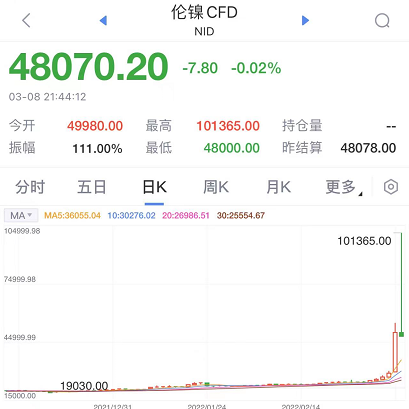 伦镍CFD
NID
48070.20 -7.80 -0.02%
03-08 21:44:12
今开 49980.00 最高 101365.00 持仓量 --
振幅 111.00% 最低 48000.00 昨结算 48078.00
分时 五日 日K 周K 月K 更多
MA MA5:36055.04 10:30276.02 20:26986.51 30:25554.67
104999.98
101365.00
74999.98
44999.99
19030.00
15000.00
2021/12/31 2022/01/24 2022/02/14